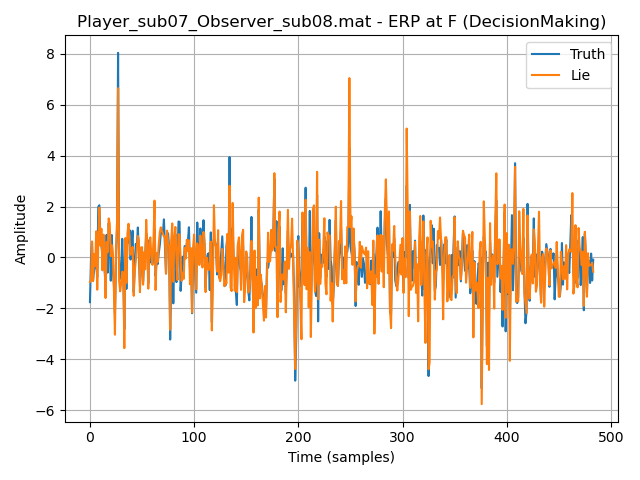 Player_sub07_Observer_sub08.mat - ERP at F (DecisionMaking)
Truth
Lie
Amplitude
8
6
4
2
0
−2
−4
−6
0 100 200 300 400 500
Time (samples)